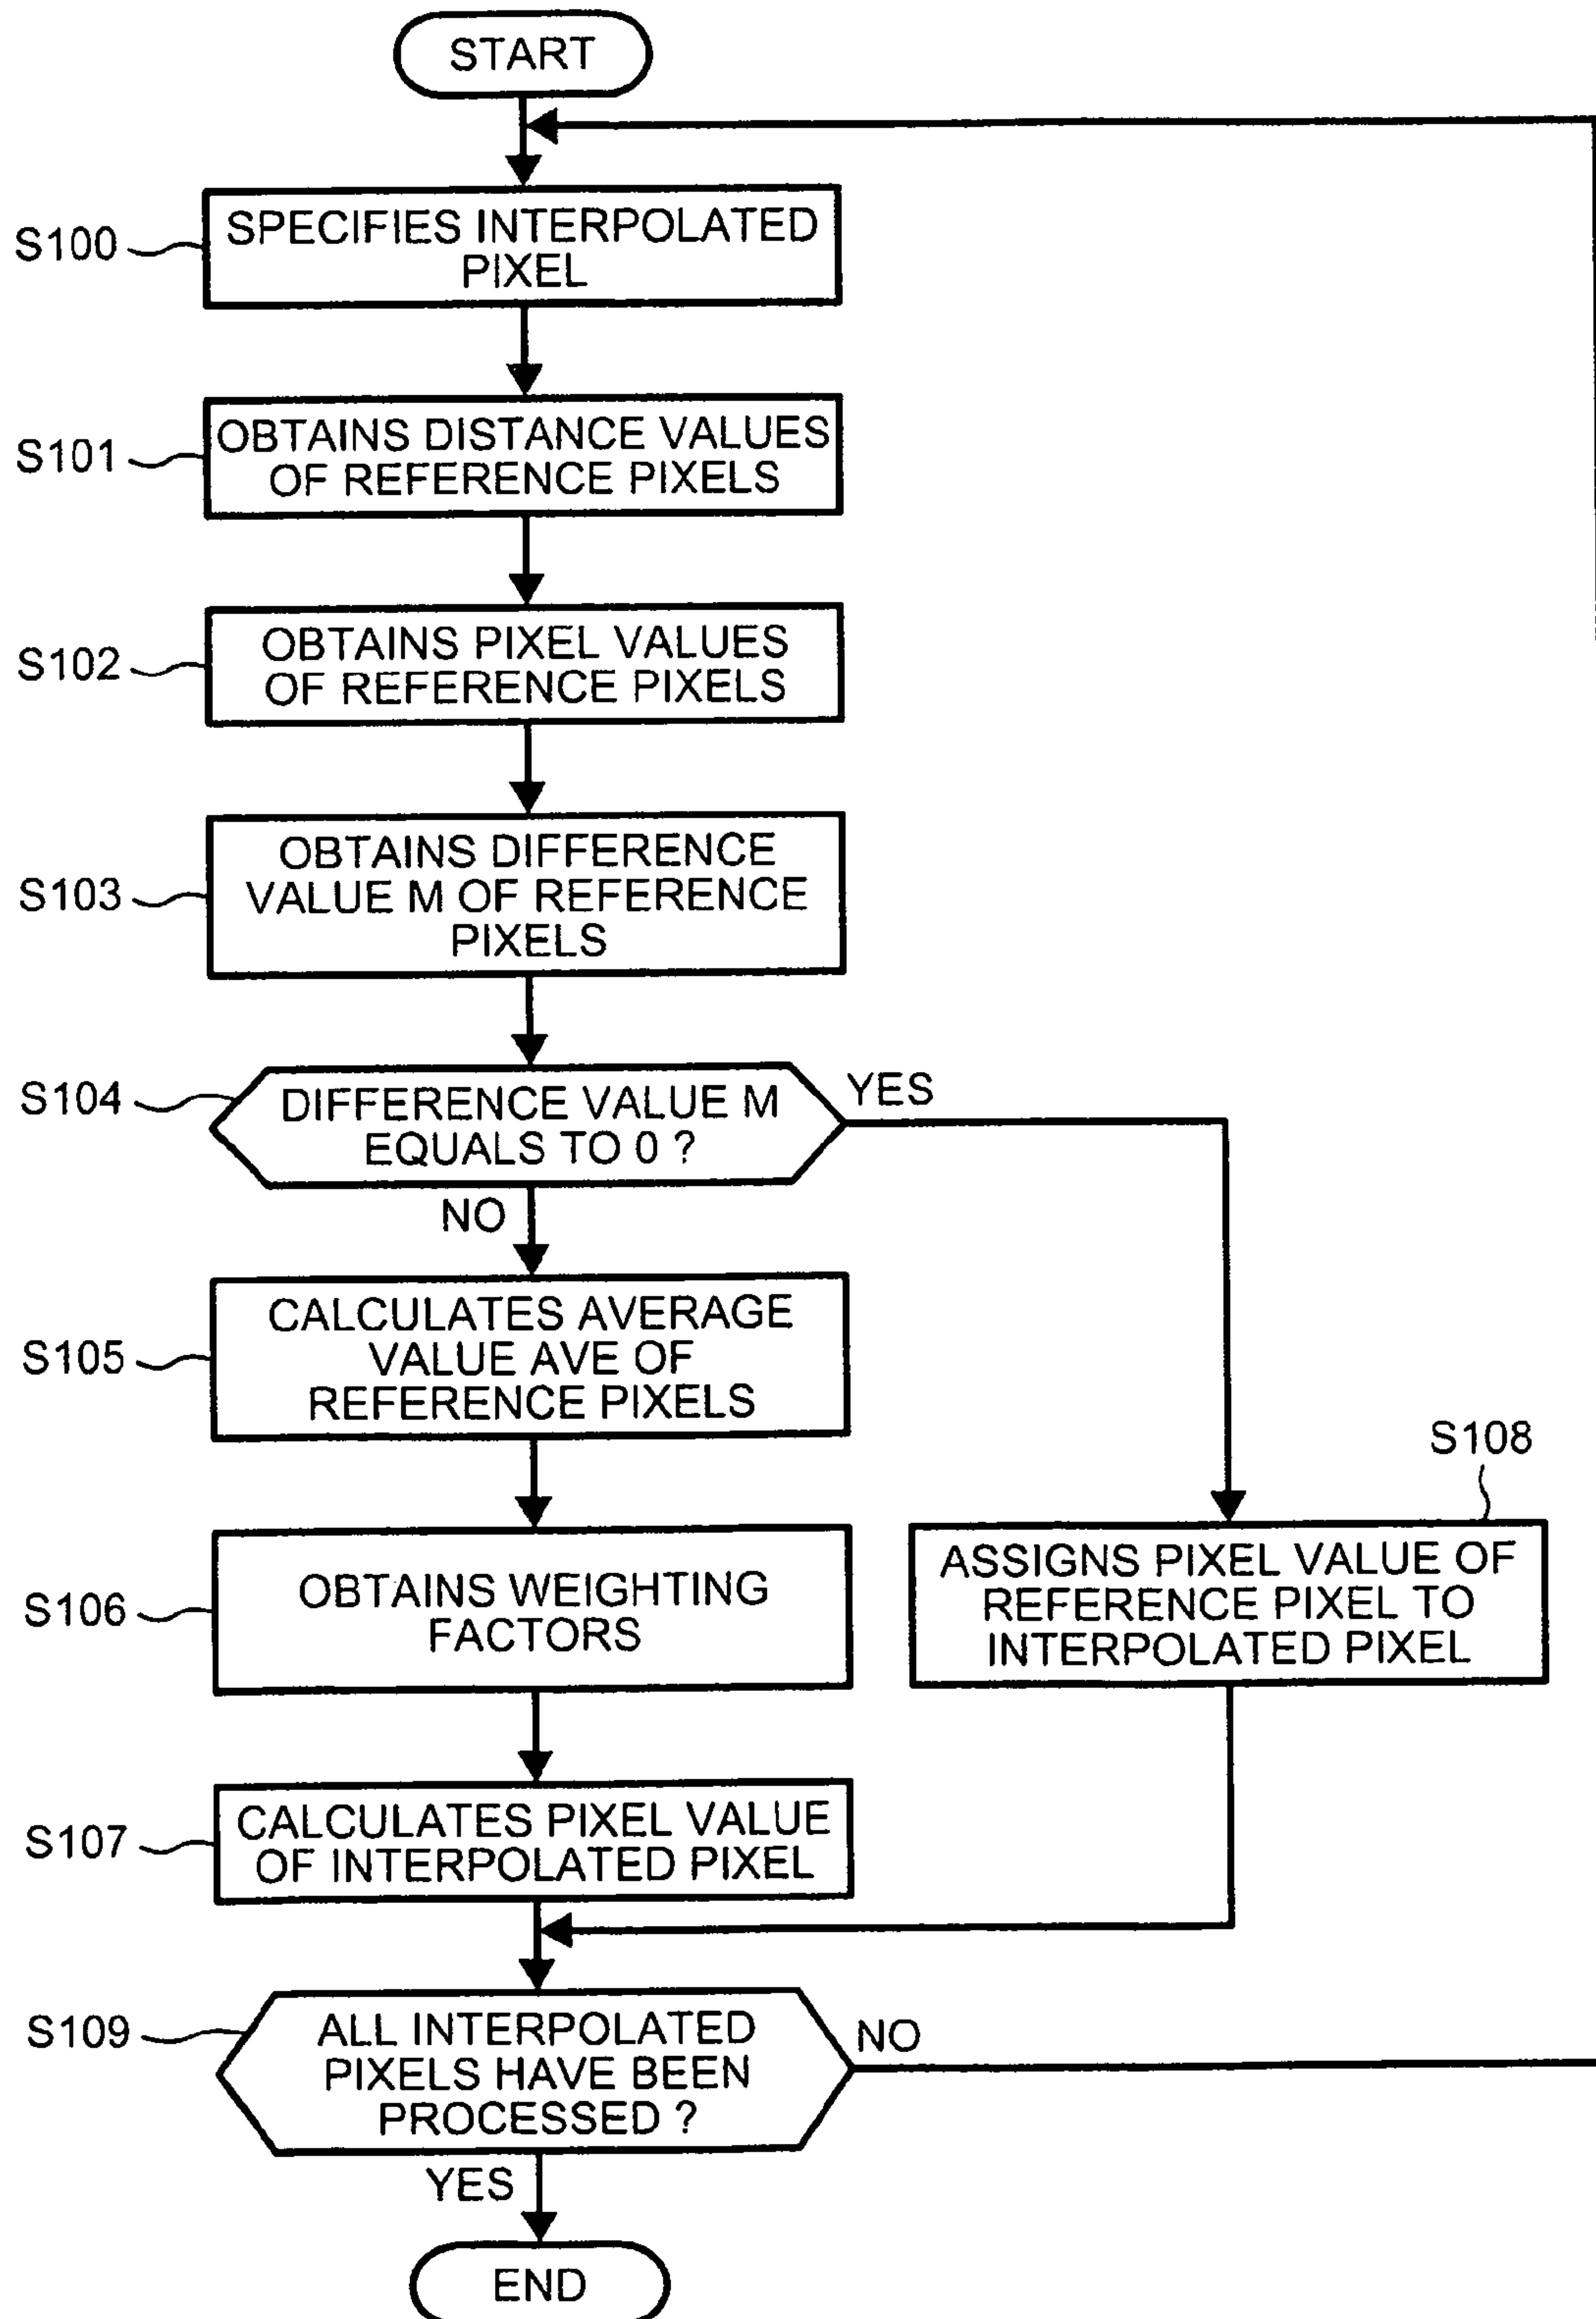 START
S100
SPECIFIES INTERPOLATED
PIXEL
S101
OBTAINS DISTANCE VALUES
OF REFERENCE PIXELS
S102
OBTAINS PIXEL VALUES
OF REFERENCE PIXELS
S103
OBTAINS DIFFERENCE
VALUE M OF REFERENCE
PIXELS
S104
DIFFERENCE VALUE M
EQUALS TO 0 ?
YES
NO
S105
CALCULATES AVERAGE
VALUE AVE OF
REFERENCE PIXELS
S106
OBTAINS WEIGHTING
FACTORS
S108
ASSIGNS PIXEL VALUE OF
REFERENCE PIXEL TO
INTERPOLATED PIXEL
S107
CALCULATES PIXEL VALUE
OF INTERPOLATED PIXEL
S109
ALL INTERPOLATED
PIXELS HAVE BEEN
PROCESSED ?
NO
YES
END